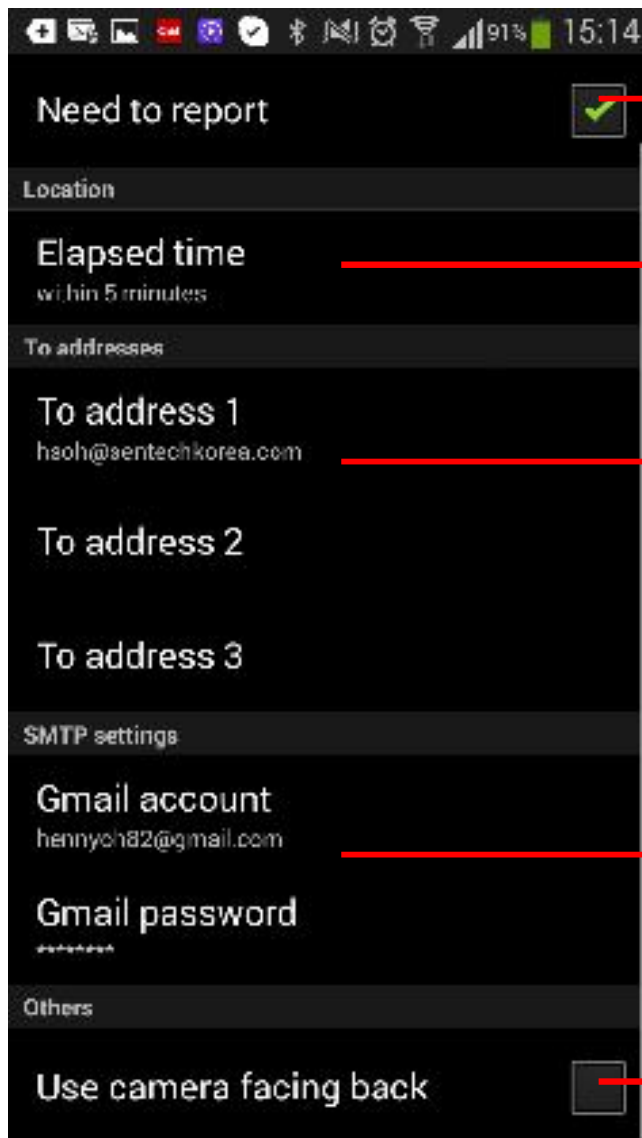 91% 15:14
Need to report
Location
Elapsed time
within 5 minutes
To addresses
To address 1
hsoh@sentechkorea.com
To address 2
To address 3
SMTP settings
Gmail account
hennych82@gmail.com
Gmail password
********
Others
Use camera facing back